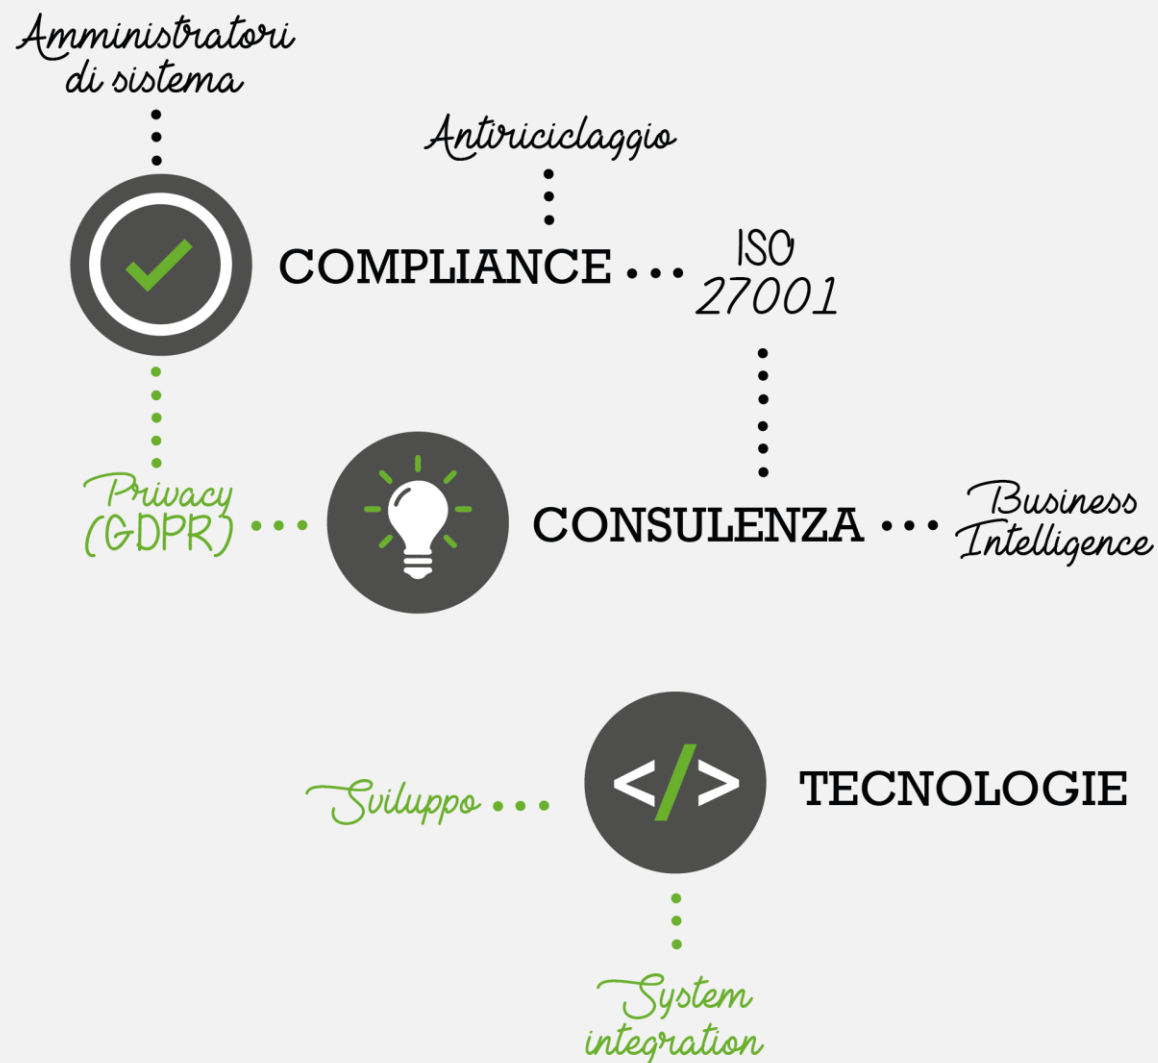 Amministratori
di sistema
Antiriciclaggio
COMPLIANCE
ISO
27001
Privacy
(GDPR)
CONSULENZA
Business
Intelligence
Sviluppo
</>
TECNOLOGIE
System
integration